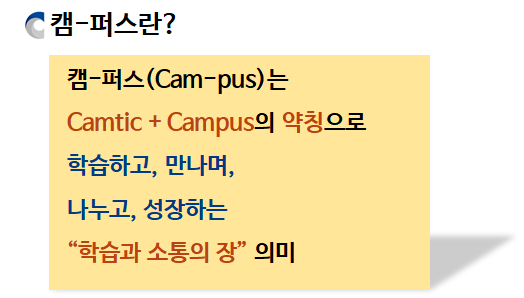 캠-퍼스란?
캠-퍼스(Cam-pus)는
Camtic + Campus의 약칭으로
학습하고, 만나며,
나누고, 성장하는
“학습과 소통의 장” 의미